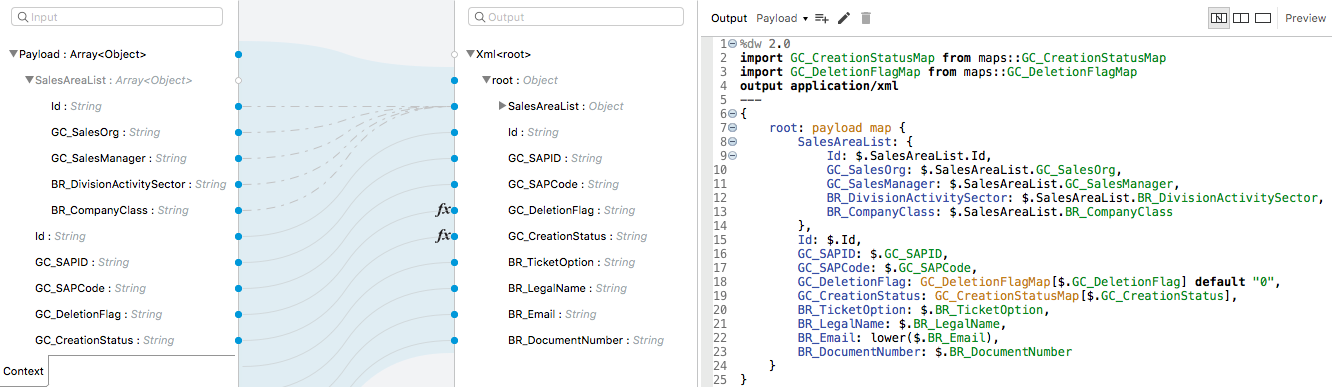 Input
Payload : Array<Object>
SalesAreaList : Array<Object>
Id : String
GC_SalesOrg : String
GC_SalesManager : String
BR_DivisionActivitySector : String
BR_CompanyClass : String
Id : String
GC_SAPID : String
GC_SAPCode : String
GC_DeletionFlag : String
GC_CreationStatus : String
Context
fx
fx
Output
Xml<root>
root : Object
SalesAreaList : Object
Id : String
GC_SAPID : String
GC_SAPCode : String
GC_DeletionFlag : String
GC_CreationStatus : String
BR_TicketOption : String
BR_LegalName : String
BR_Email : String
BR_DocumentNumber : String
Output Payload Preview
1 %dw 2.0
2 import GC_CreationStatusMap from maps::GC_CreationStatusMap
3 import GC_DeletionFlagMap from maps::GC_DeletionFlagMap
4 output application/xml
5 ---
6 {
7 root: payload map {
8 SalesAreaList: {
9 Id: $.SalesAreaList.Id,
10 GC_SalesOrg: $.SalesAreaList.GC_SalesOrg,
11 GC_SalesManager: $.SalesAreaList.GC_SalesManager,
12 BR_DivisionActivitySector: $.SalesAreaList.BR_DivisionActivitySector,
13 BR_CompanyClass: $.SalesAreaList.BR_CompanyClass
14 },
15 Id: $.Id,
16 GC_SAPID: $.GC_SAPID,
17 GC_SAPCode: $.GC_SAPCode,
18 GC_DeletionFlag: GC_DeletionFlagMap[$.GC_DeletionFlag] default "0",
19 GC_CreationStatus: GC_CreationStatusMap[$.GC_CreationStatus],
20 BR_TicketOption: $.BR_TicketOption,
21 BR_LegalName: $.BR_LegalName,
22 BR_Email: lower($.BR_Email),
23 BR_DocumentNumber: $.BR_DocumentNumber
24 }
25 }